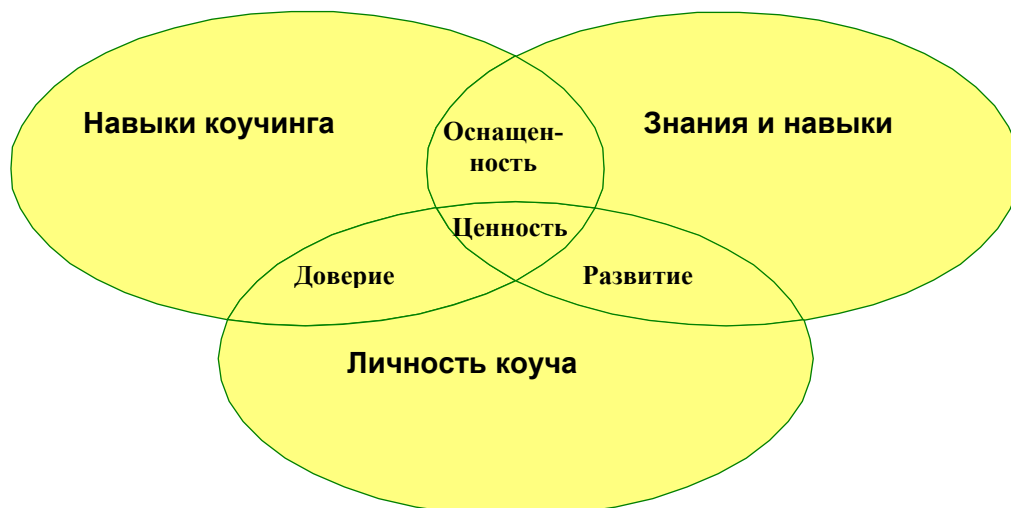 Навыки коучинга
Оснащен-
ность
Знания и навыки
Ценность
Доверие
Развитие
Личность коуча